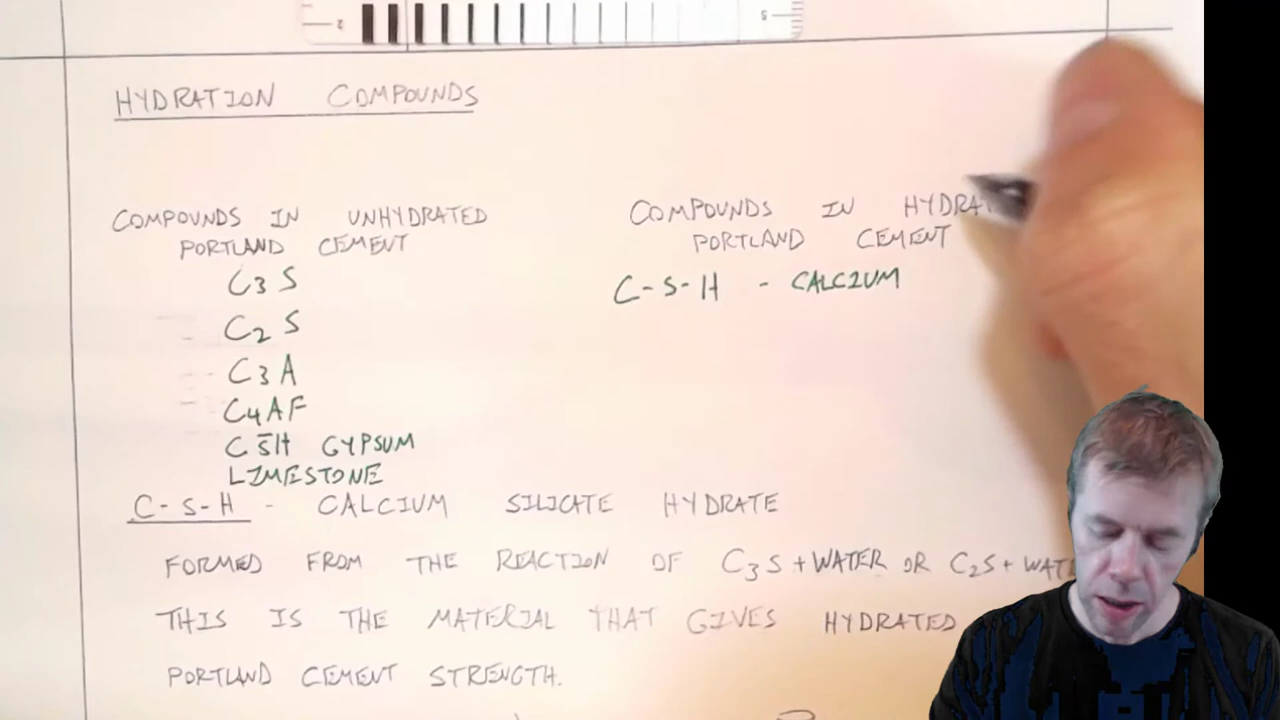 2 5
HYDRATION COMPOUNDS
COMPOUNDS IN UNHYDRATED
PORTLAND CEMENT
C3S
C2S
C3A
C4AF
CS̄H GYPSUM
LIMESTONE
COMPOUNDS IN
PORTLAND CEMENT
C-S-H - CALCIUM
C-S-H - CALCIUM SILICATE HYDRATE
FORMED FROM THE REACTION OF C3S + WATER OR C2S +
THIS IS THE MATERIAL THAT GIVES HYDRATED
PORTLAND CEMENT STRENGTH.